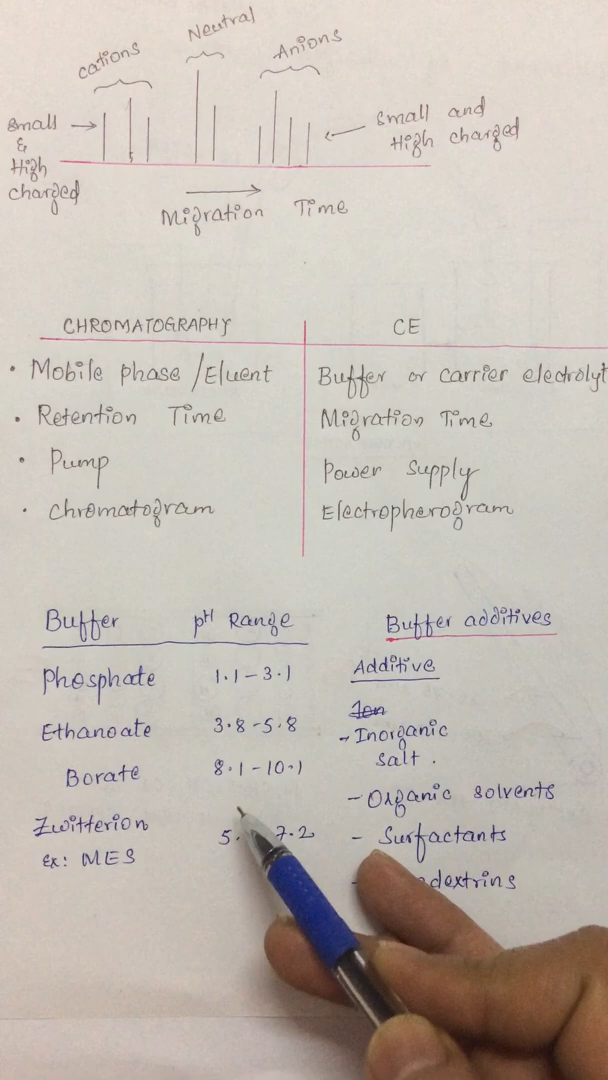 cations Neutral Anions
Small & High charged
Small and High charged
Migration Time
CHROMATOGRAPHY CE
• Mobile phase /Eluent Buffer or carrier electrolyt
• Retention Time Migration Time
• Pump Power Supply
• Chromatogram Electropherogram
Buffer pH Range
Phosphate 1.1-3.1
Ethanoate 3.8-5.8
Borate 8.1-10.1
Zwitterion 5. 7.2
Ex: MES
Buffer additives
Additive
- Inorganic
salt.
- Organic solvents
- Surfactants
- dextrins